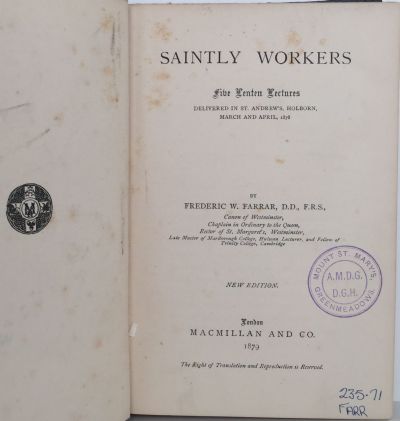 SAINTLY WORKERS
Five Lenten Lectures
DELIVERED IN ST. ANDREW'S, HOLBORN,
MARCH AND APRIL, 1878
BY
FREDERIC W. FARRAR, D.D., F.R.S.,
Canon of Westminster,
Chaplain in Ordinary to the Queen,
Rector of St. Margaret's, Westminster,
Late Master of Marlborough College, Hulsean Lecturer, and Fellow of
Trinity College, Cambridge
NEW EDITION.
MOUNT ST. MARY'S,
A.M.D.G.
D.G.H.
GREENMEADOWS.
London
MACMILLAN AND CO.
1879
The Right of Translation and Reproduction is Reserved.
235.71
FARR